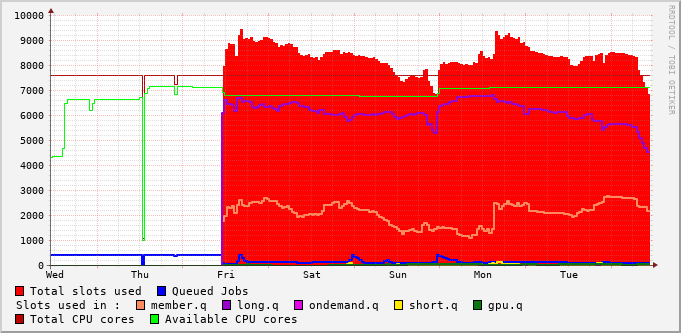 10000
9000
8000
7000
6000
5000
4000
3000
2000
1000
0
Wed Thu Fri Sat Sun Mon Tue
RRDTOOL / TOBI OETIKER
Total slots used Queued Jobs
Slots used in : member.q long.q ondemand.q short.q gpu.q
Total CPU cores Available CPU cores